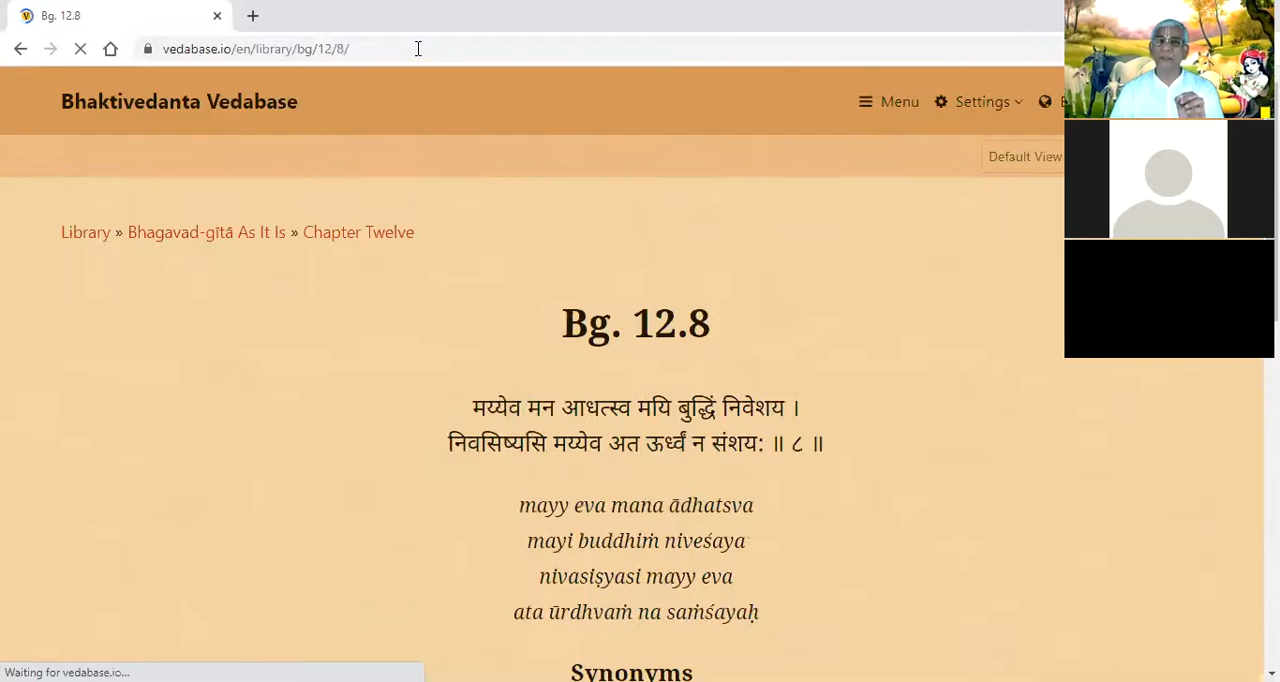 Bg. 12.8
vedabase.io/en/library/bg/12/8/
Bhaktivedanta Vedabase
Menu
Settings
Default View
Library » Bhagavad-gītā As It Is » Chapter Twelve
Bg. 12.8
मय्येव मन आधत्स्व मयि बुद्धिं निवेशय ।
निवसिष्यसि मय्येव अत ऊर्ध्वं न संशय: ॥ ८ ॥
mayy eva mana ādhatsva
mayi buddhiṁ niveśaya
nivasiṣyasi mayy eva
ata ūrdhvaṁ na saṁśayaḥ
Synonyms
Waiting for vedabase.io...